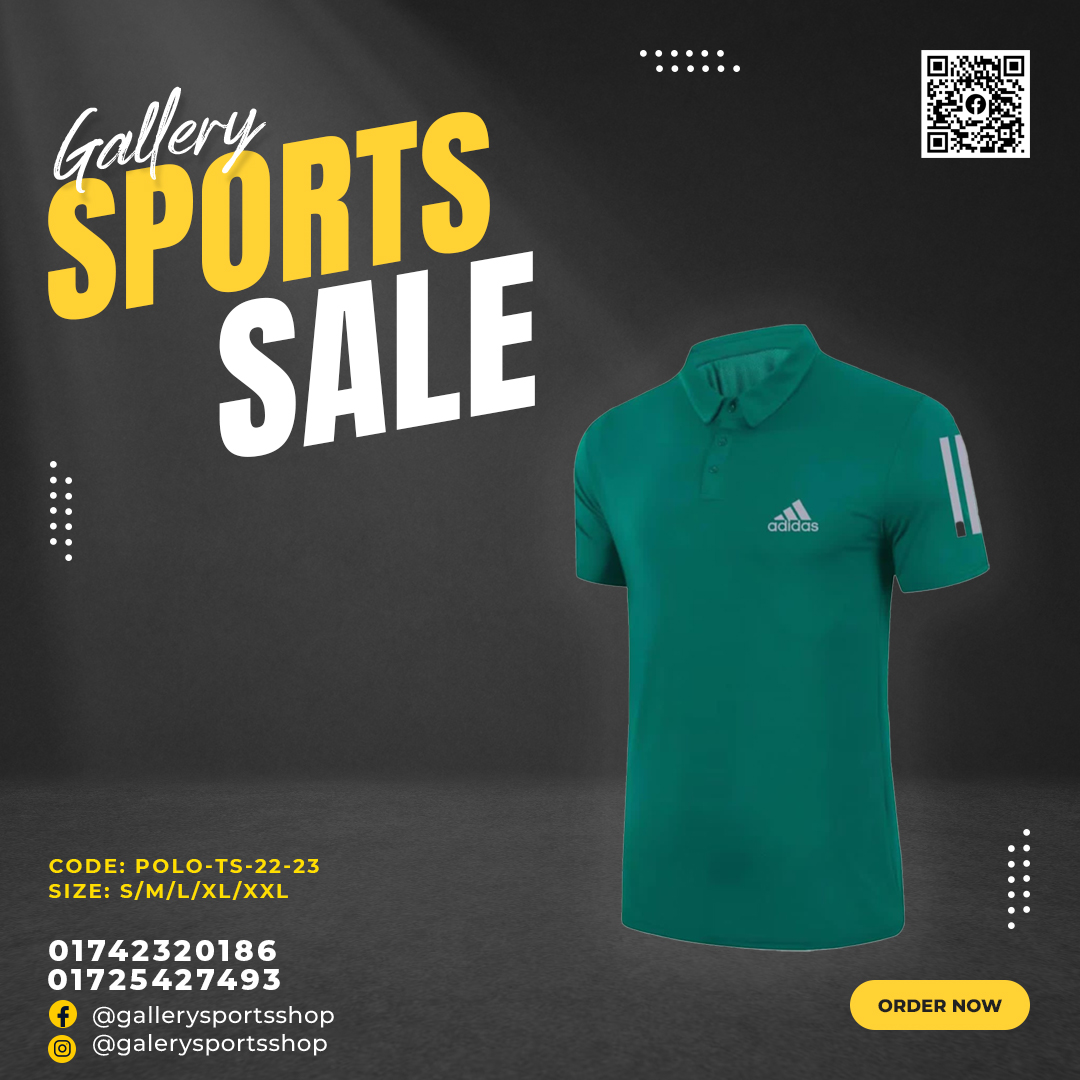 Gallery
SPORTS
SALE
adidas
CODE: POLO-TS-22-23
SIZE: S/M/L/XL/XXL
01742320186
01725427493
@gallerysportsshop
@galerysportsshop
ORDER NOW